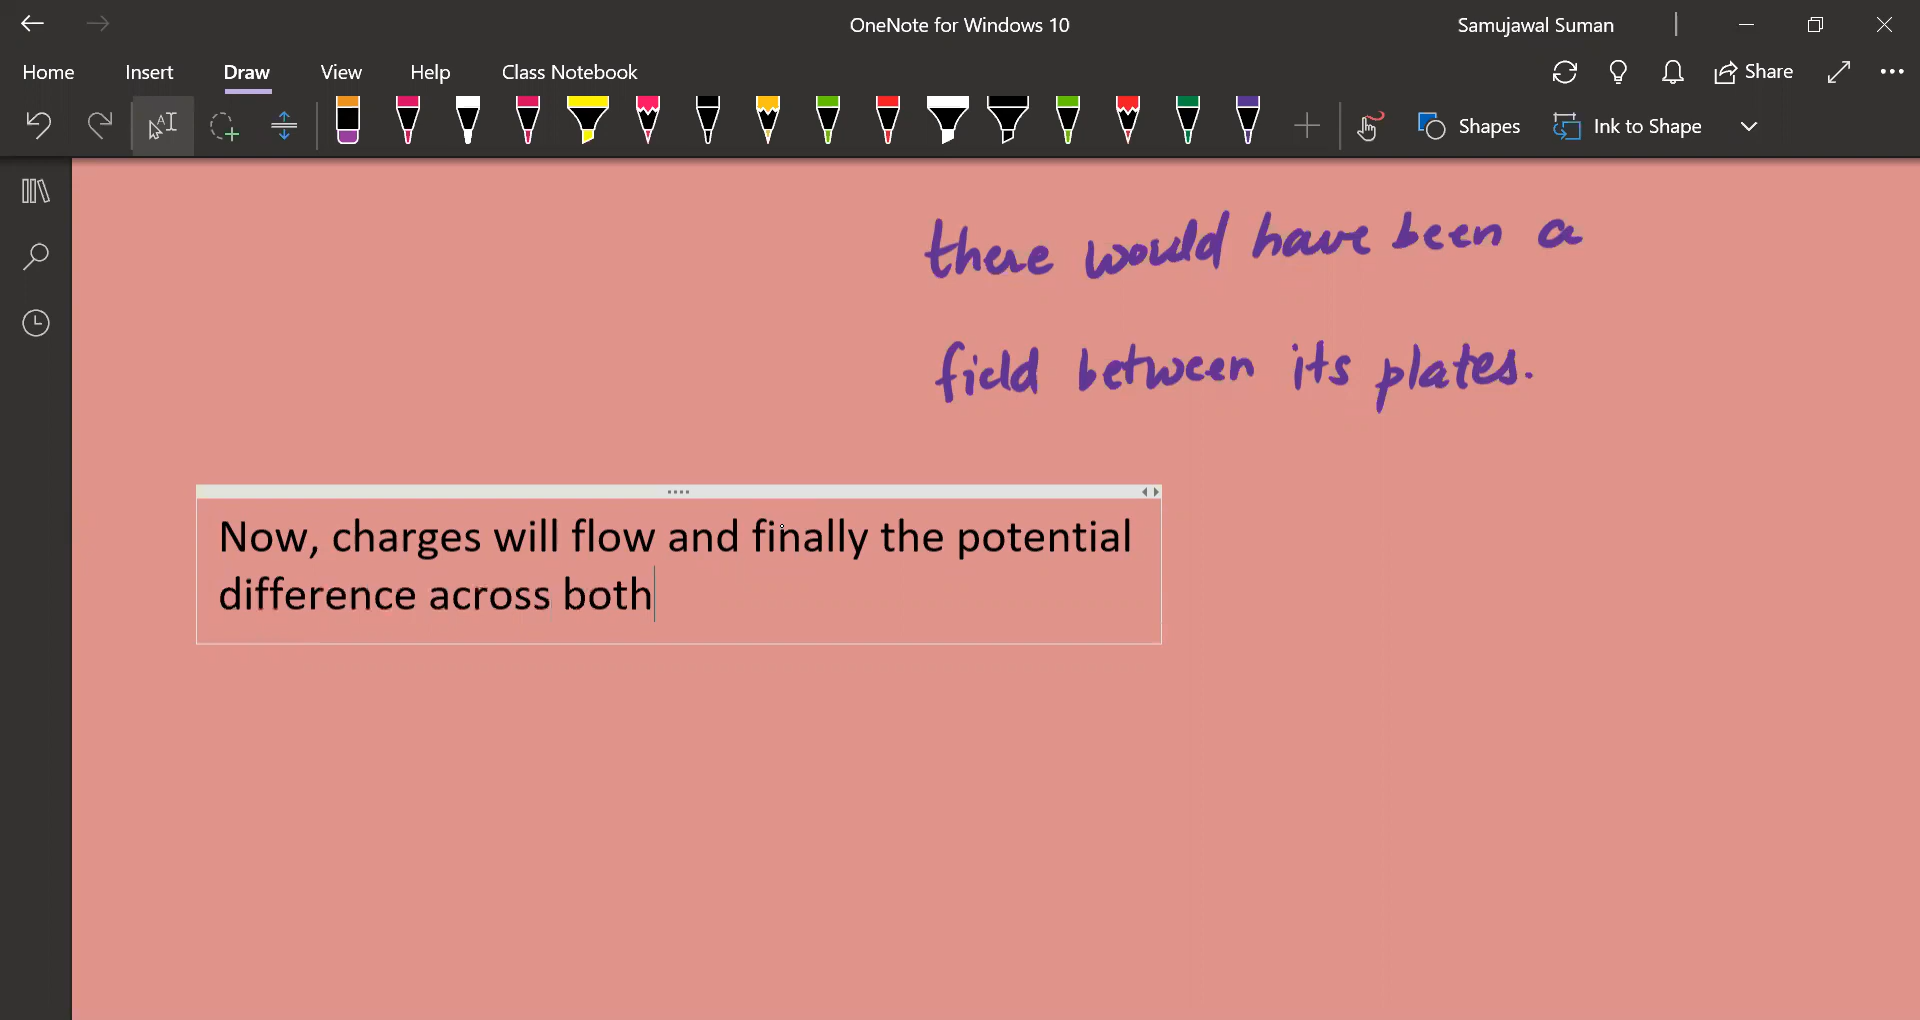 OneNote for Windows 10
Samujawal Suman
Home Insert Draw View Help Class Notebook
Share
Shapes
Ink to Shape
there would have been a
field between its plates.
Now, charges will flow and finally the potential
difference across both